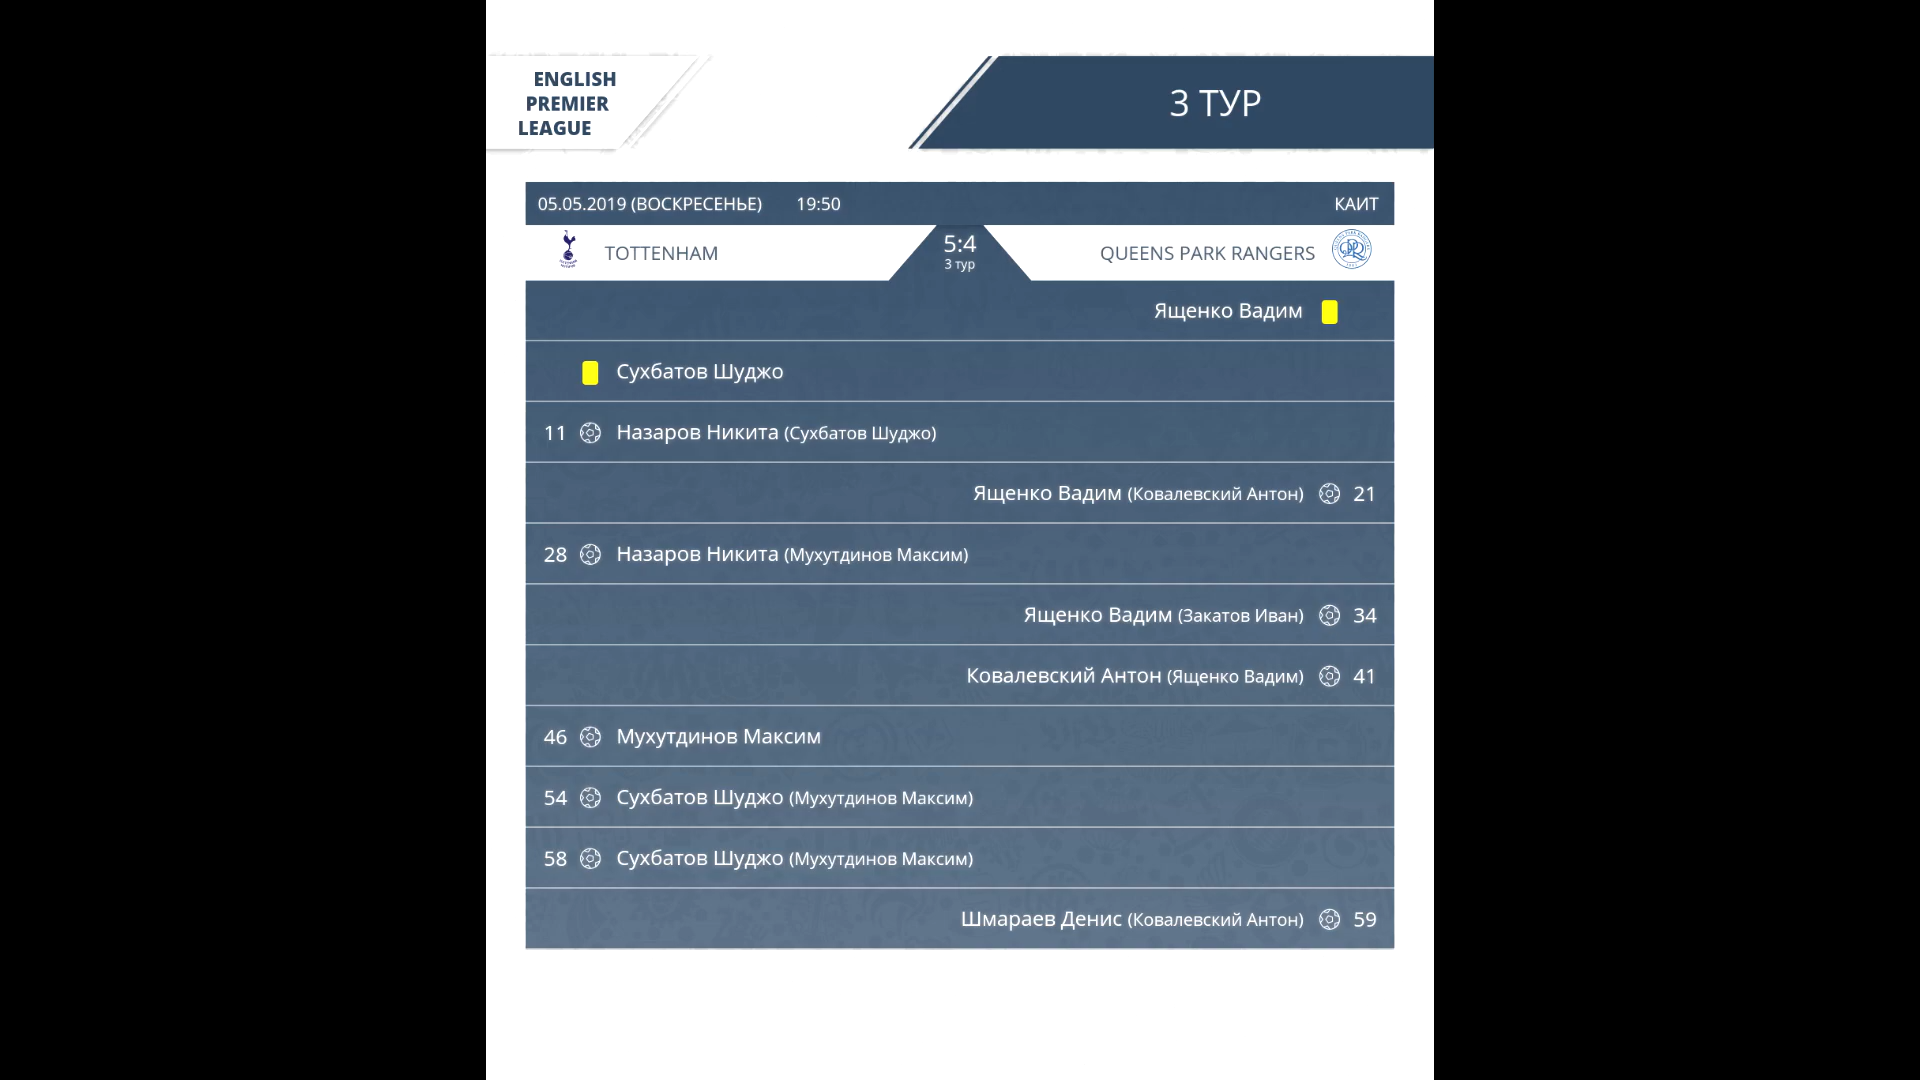 ENGLISH
PREMIER
LEAGUE
3 ТУР
05.05.2019 (ВОСКРЕСЕНЬЕ) 19:50 КАИТ
TOTTENHAM 5:4 QUEENS PARK RANGERS
3 тур
Ященко Вадим
Сухбатов Шуджо
11 Назаров Никита (Сухбатов Шуджо)
Ященко Вадим (Ковалевский Антон) 21
28 Назаров Никита (Мухутдинов Максим)
Ященко Вадим (Закатов Иван) 34
Ковалевский Антон (Ященко Вадим) 41
46 Мухутдинов Максим
54 Сухбатов Шуджо (Мухутдинов Максим)
58 Сухбатов Шуджо (Мухутдинов Максим)
Шмараев Денис (Ковалевский Антон) 59